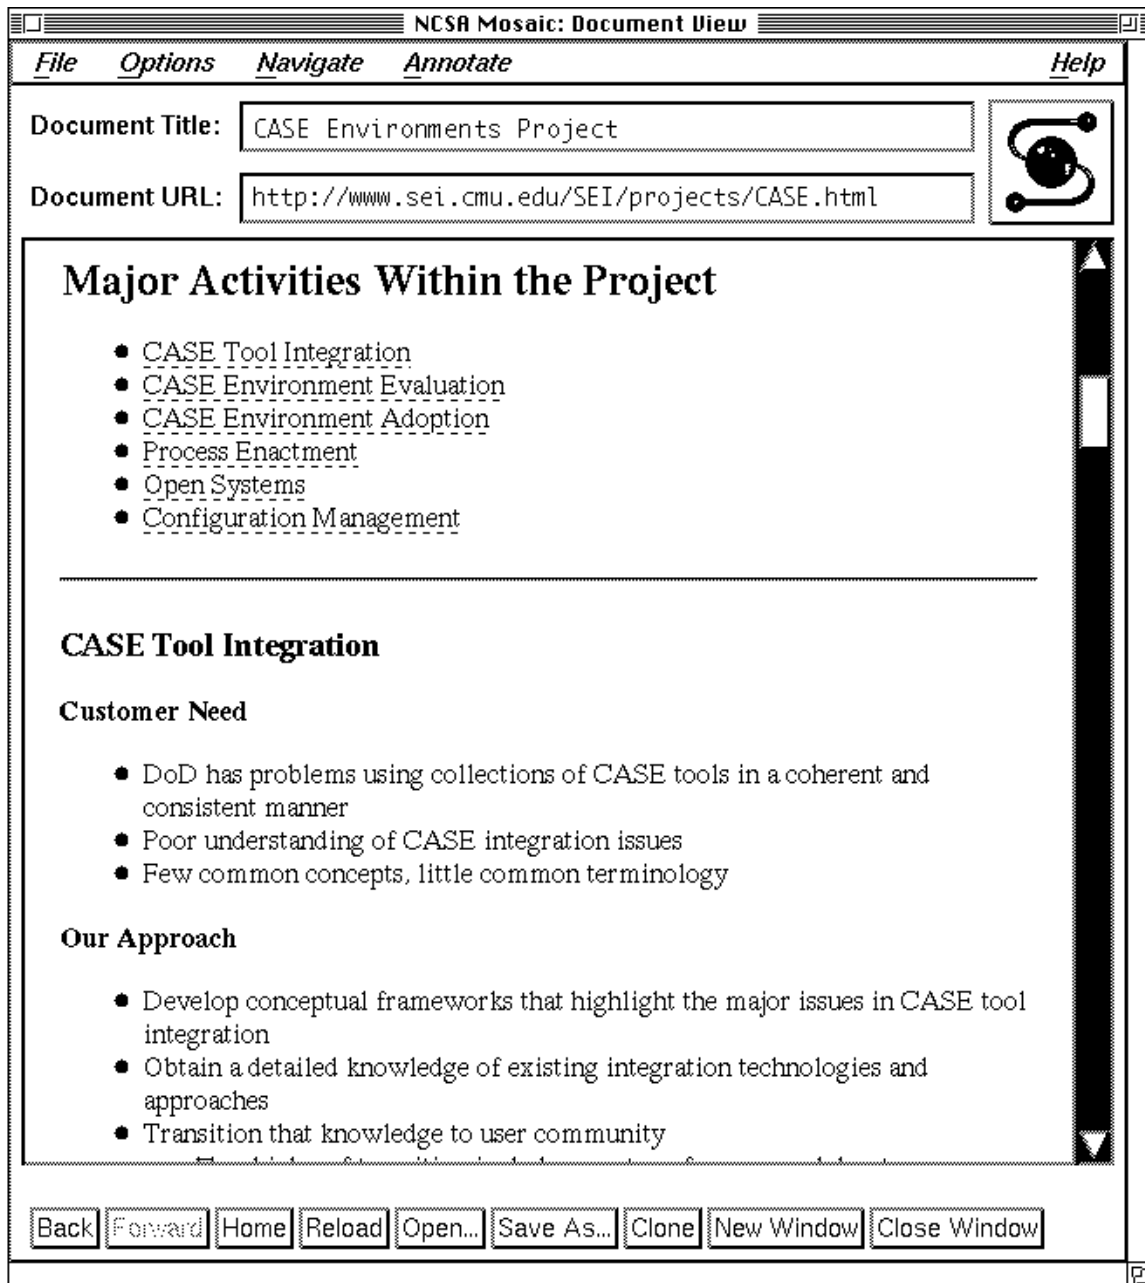 NCSA Mosaic: Document View
File Options Navigate Annotate Help
Document Title: CASE Environments Project
Document URL: http://www.sei.cmu.edu/SEI/projects/CASE.html
Major Activities Within the Project
CASE Tool Integration
CASE Environment Evaluation
CASE Environment Adoption
Process Enactment
Open Systems
Configuration Management
CASE Tool Integration
Customer Need
DoD has problems using collections of CASE tools in a coherent and
consistent manner
Poor understanding of CASE integration issues
Few common concepts, little common terminology
Our Approach
Develop conceptual frameworks that highlight the major issues in CASE tool
integration
Obtain a detailed knowledge of existing integration technologies and
approaches
Transition that knowledge to user community
Back Forward Home Reload Open... Save As... Clone New Window Close Window